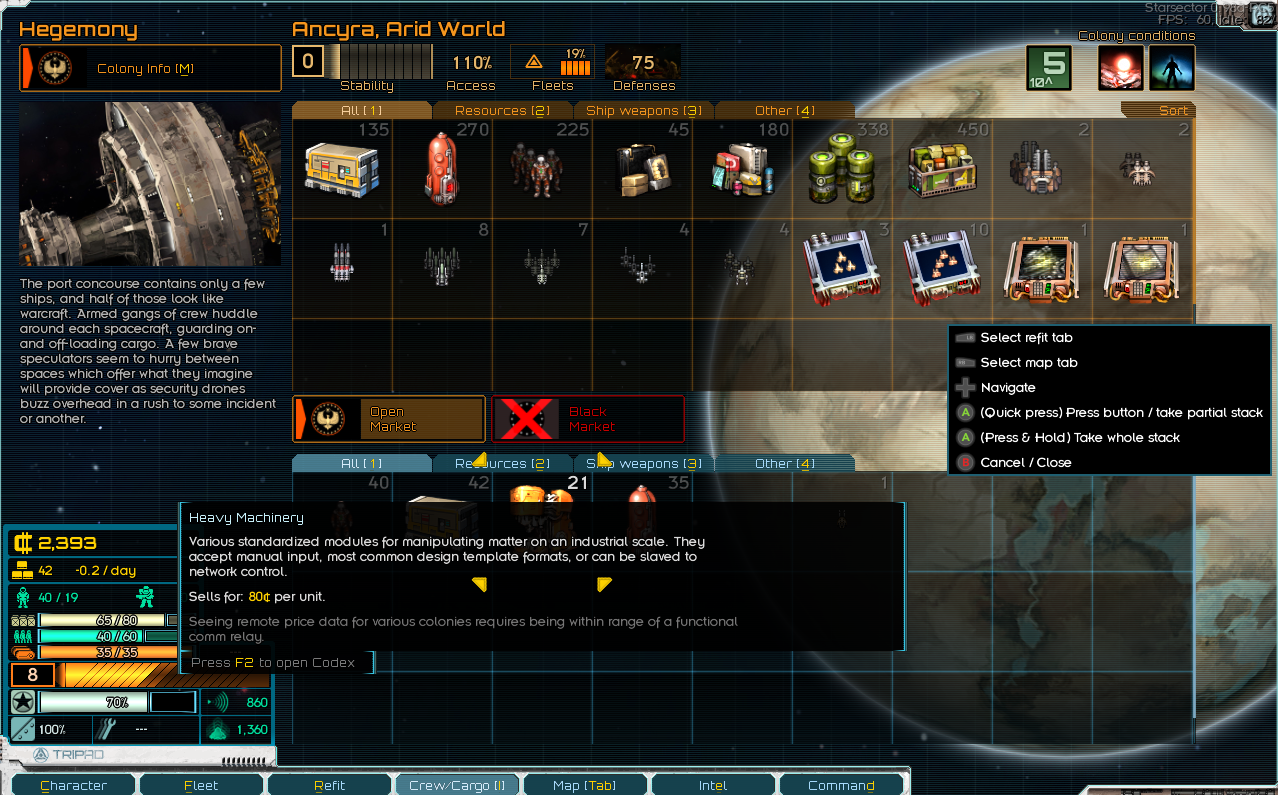 Hegemony
Colony Info [M]
Ancyra, Arid World
0
Stability
110%
Access
19%
Fleets
75
Defenses
Starsector
FPS: 60, Idle:
Colony conditions
5
10^
All [1]
Resources [2]
Ship weapons [3]
Other [4]
Sort
135
270
225
45
180
338
450
2
2
1
8
7
4
4
3
10
1
1
The port concourse contains only a few
ships, and half of those look like
warcraft. Armed gangs of crew huddle
around each spacecraft, guarding on-
and off-loading cargo. A few brave
speculators seem to hurry between
spaces which offer what they imagine
will provide cover as security drones
buzz overhead in a rush to some incident
or another.
Select refit tab
Select map tab
Navigate
A (Quick press) Press button / take partial stack
A (Press & Hold) Take whole stack
B Cancel / Close
Open
Market
Black
Market
All [1]
Resources [2]
Ship weapons [3]
Other [4]
40
42
21
35
1
Heavy Machinery
Various standardized modules for manipulating matter on an industrial scale. They
accept manual input, most common design template formats, or can be slaved to
network control.
Sells for: 80¢ per unit.
Seeing remote price data for various colonies requires being within range of a functional
comm relay.
Press F2 to open Codex
2,393
42 -0.2 / day
40 / 19
65 / 80
40 / 60
35 / 35
8
70%
860
100%
---
1,360
TRIPAD
Character
Fleet
Refit
Crew/Cargo [I]
Map [Tab]
Intel
Command